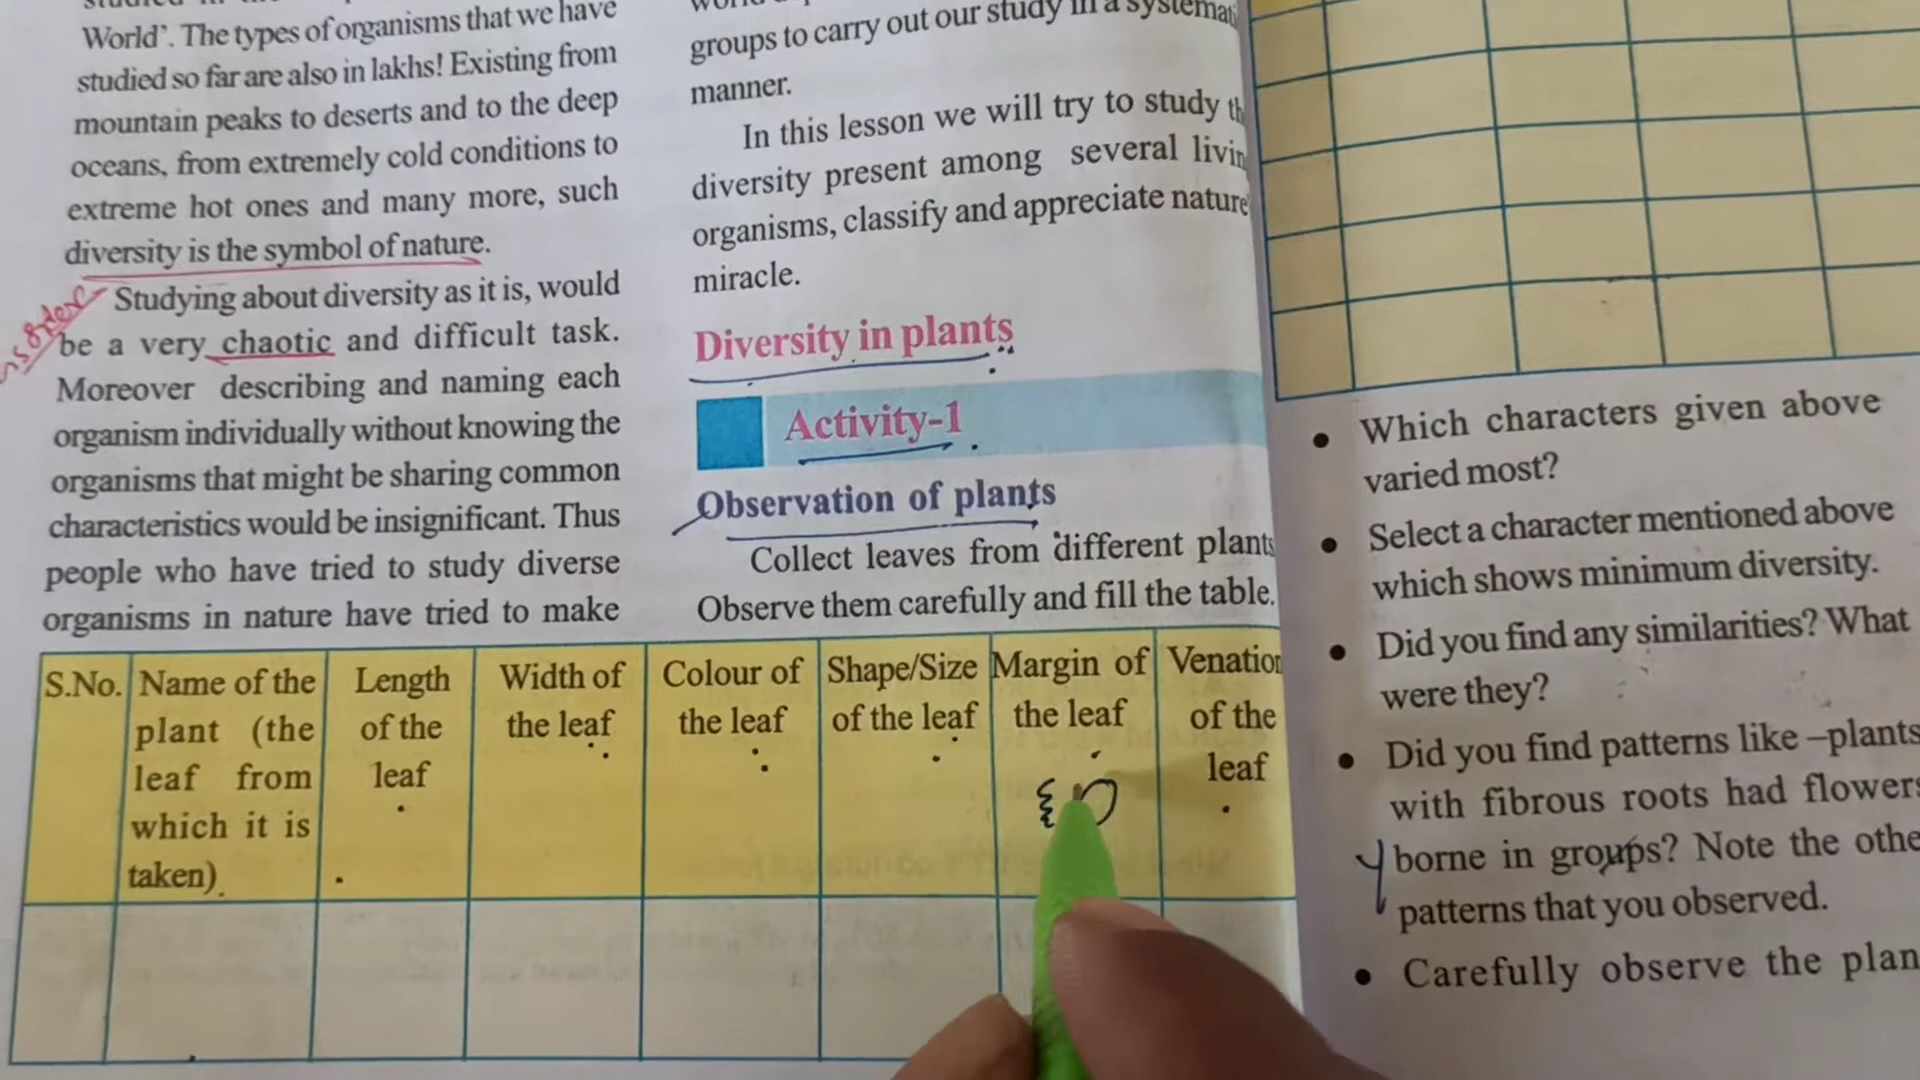 World’. The types of organisms that we have
studied so far are also in lakhs! Existing from
mountain peaks to deserts and to the deep
oceans, from extremely cold conditions to
extreme hot ones and many more, such
diversity is the symbol of nature.
Studying about diversity as it is, would
be a very chaotic and difficult task.
Moreover describing and naming each
organism individually without knowing the
organisms that might be sharing common
characteristics would be insignificant. Thus
people who have tried to study diverse
organisms in nature have tried to make
groups to carry out our study in a systemat
manner.
In this lesson we will try to study th
diversity present among several livin
organisms, classify and appreciate nature
miracle.
Diversity in plants
Activity-1
Observation of plants
Collect leaves from different plants
Observe them carefully and fill the table.
S.No.
Name of the
plant (the
leaf from
which it is
taken)
Length
of the
leaf
Width of
the leaf
Colour of
the leaf
Shape/Size
of the leaf
Margin of
the leaf
Venation
of the
leaf
• Which characters given above
varied most?
• Select a character mentioned above
which shows minimum diversity.
• Did you find any similarities? What
were they?
• Did you find patterns like –plants
with fibrous roots had flowers
borne in groups? Note the othe
patterns that you observed.
• Carefully observe the plan